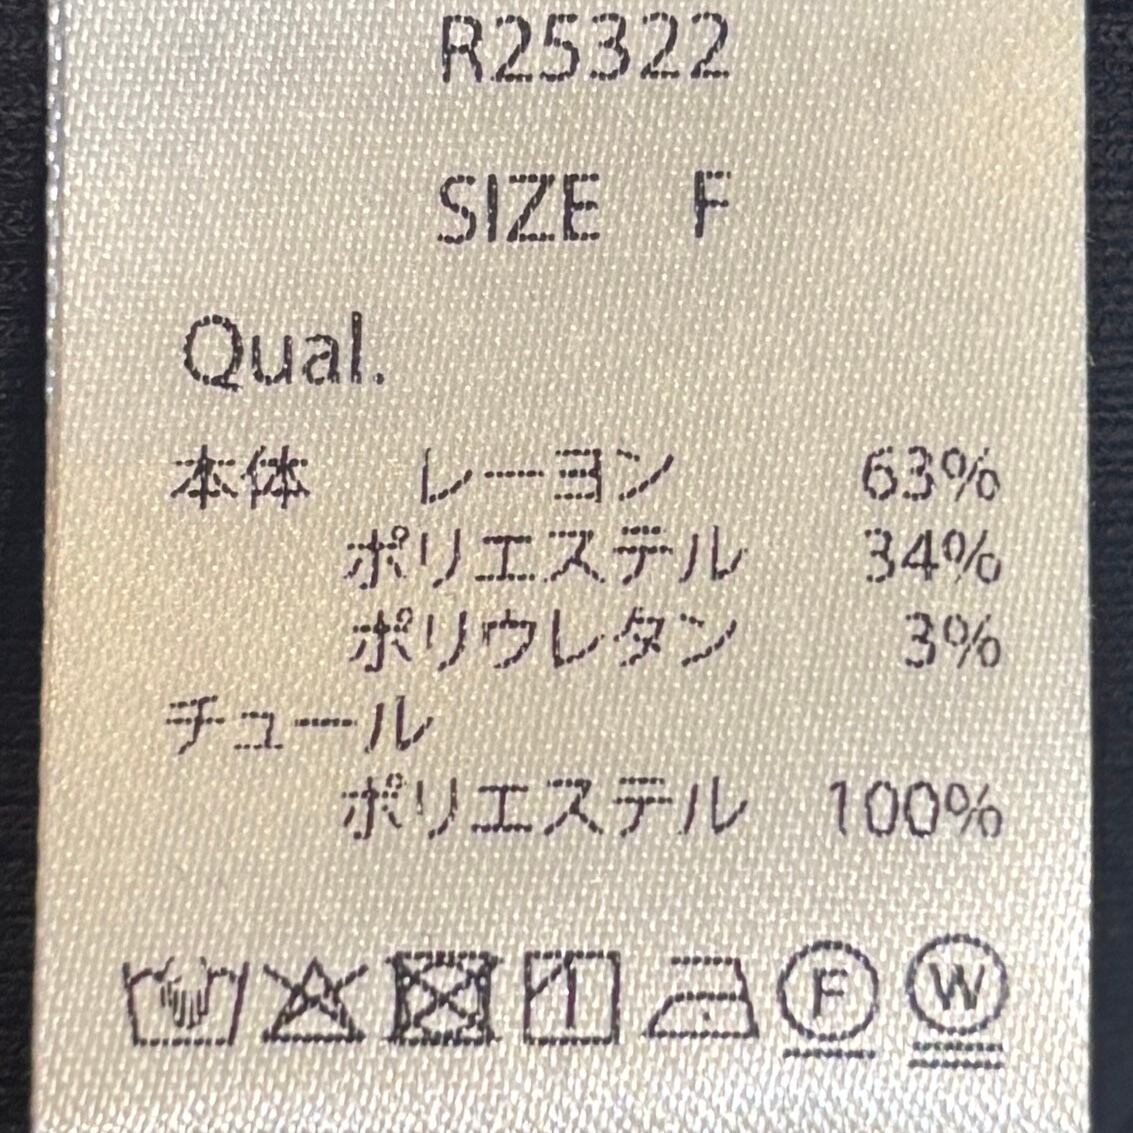 R25322
SIZE F
Qual.
本体 レーヨン 63%
ポリエステル 34%
ポリウレタン 3%
チュール
ポリエステル 100%
F W